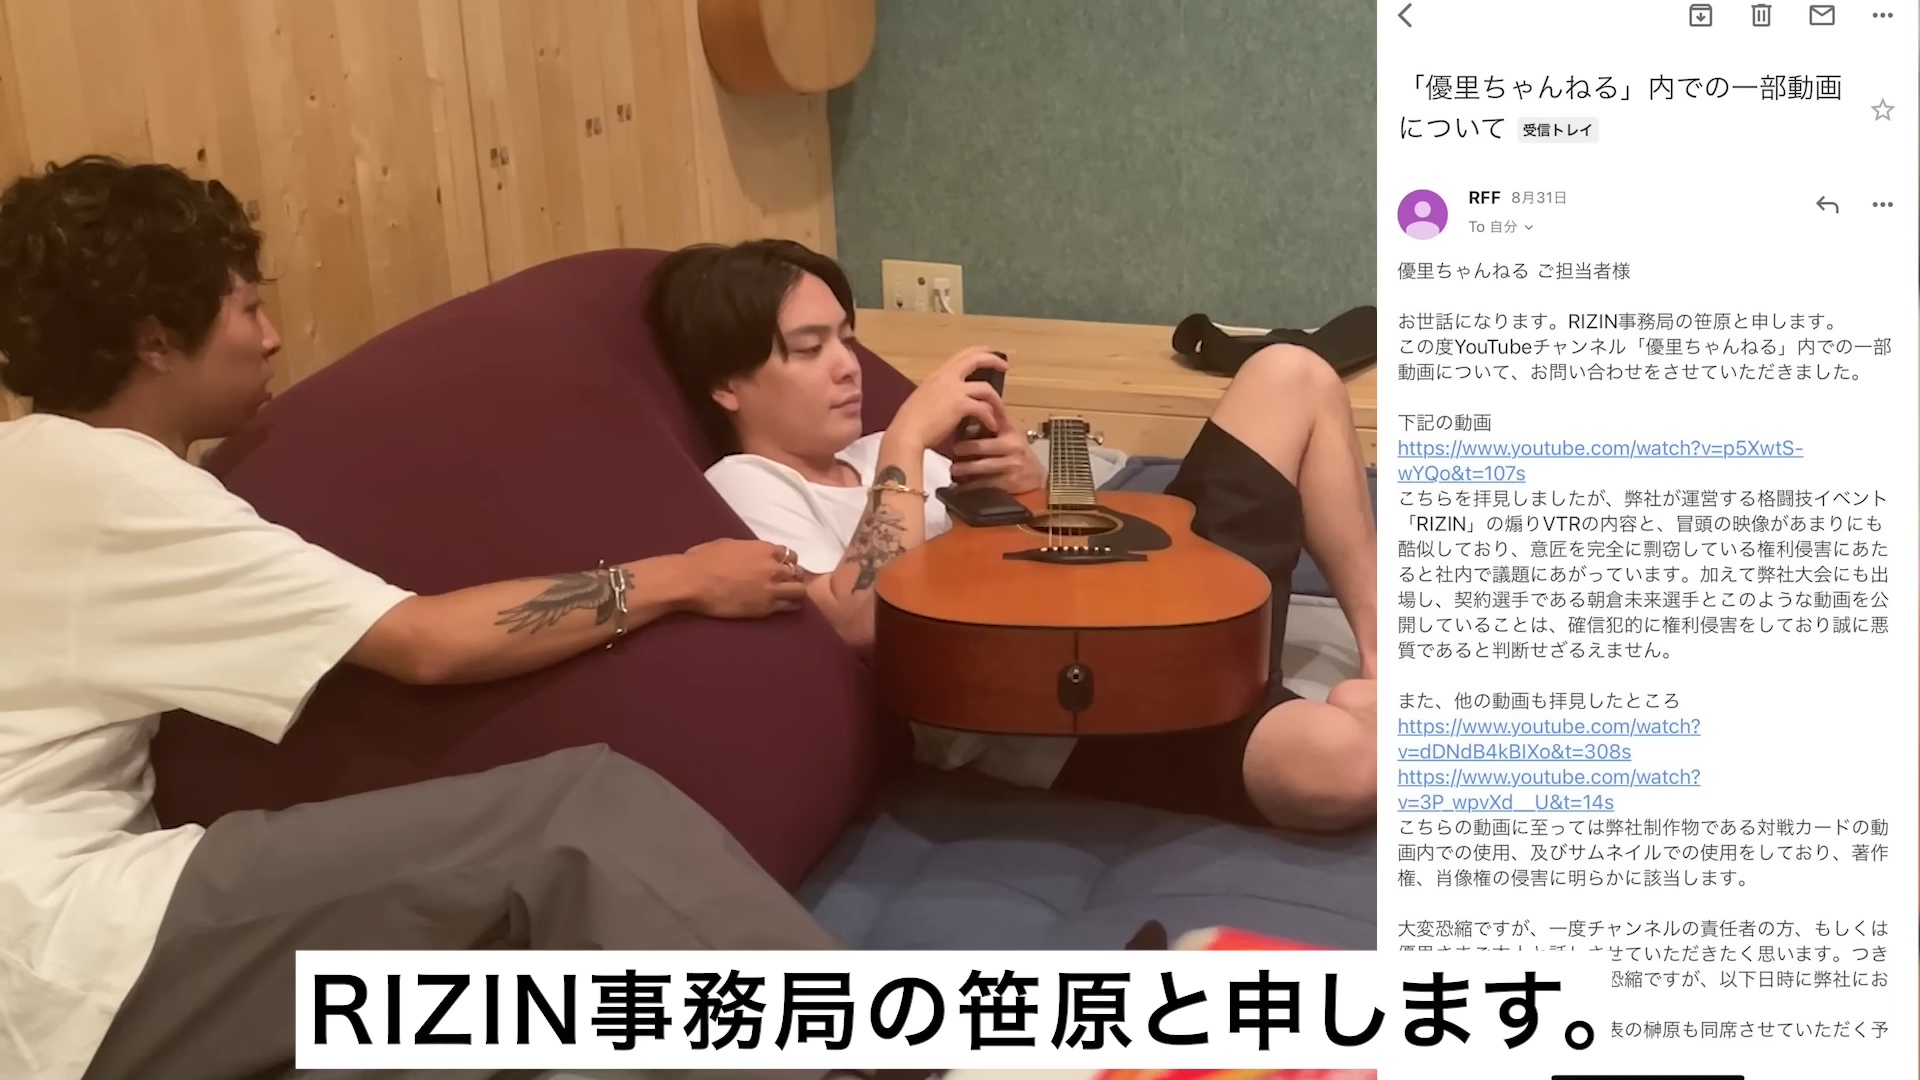 「優里ちゃんねる」内での一部動画
について 受信トレイ
RFF 8月31日
To 自分
優里ちゃんねる ご担当者様
お世話になります。RIZIN事務局の笹原と申します。
この度YouTubeチャンネル「優里ちゃんねる」内での一部
動画について、お問い合わせをさせていただきました。
下記の動画
https://www.youtube.com/watch?v=p5XwtS-
wYQo&t=107s
こちらを拝見しましたが、弊社が運営する格闘技イベント
「RIZIN」の煽りVTRの内容と、冒頭の映像があまりにも
酷似しており、意匠を完全に剽窃している権利侵害にあた
ると社内で議題にあがっています。加えて弊社大会にも出
場し、契約選手である朝倉未来選手とこのような動画を公
開していることは、確信犯的に権利侵害をしており誠に悪
質であると判断せざるえません。
また、他の動画も拝見したところ
https://www.youtube.com/watch?
v=dDNdB4kBlXo&t=308s
https://www.youtube.com/watch?
v=3P_wpvXd__U&t=14s
こちらの動画に至っては弊社制作物である対戦カードの動
画内での使用、及びサムネイルでの使用をしており、著作
権、肖像権の侵害に明らかに該当します。
大変恐縮ですが、一度チャンネルの責任者の方、もしくは
せていただきたく思います。つき
恐縮ですが、以下日時に弊社にお
表の榊原も同席させていただく予
RIZIN事務局の笹原と申します。